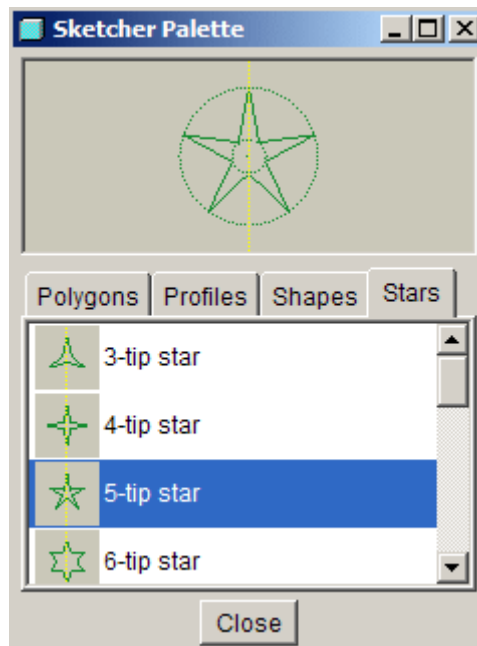 Sketcher Palette
Polygons Profiles Shapes Stars
3-tip star
4-tip star
5-tip star
6-tip star
Close